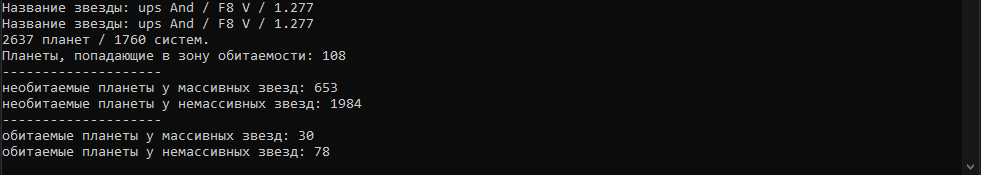 Название звезды: ups And / F8 V / 1.277
Название звезды: ups And / F8 V / 1.277
2637 планет / 1760 систем.
Планеты, попадающие в зону обитаемости: 108
--------------------
необитаемые планеты у массивных звезд: 653
необитаемые планеты у немассивных звезд: 1984
--------------------
обитаемые планеты у массивных звезд: 30
обитаемые планеты у немассивных звезд: 78